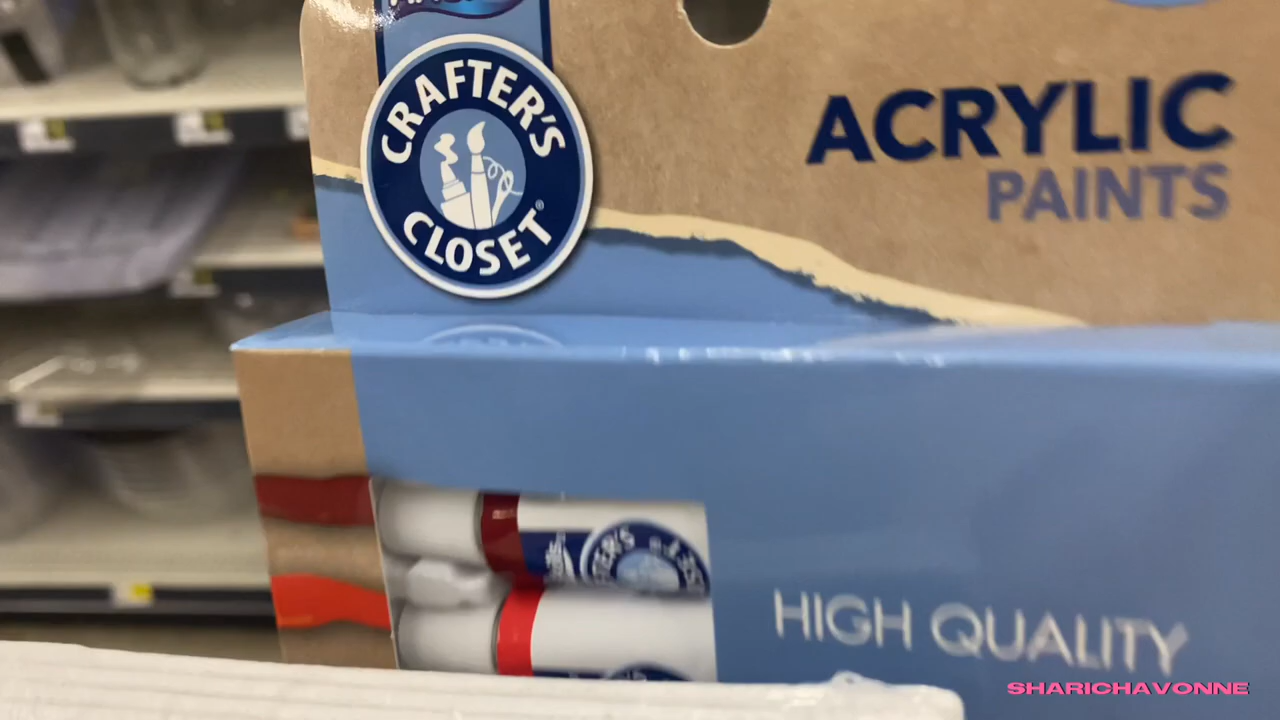 CRAFTER'S
CLOSET®
ACRYLIC
PAINTS
HIGH QUALITY
SHARICHAVONNE